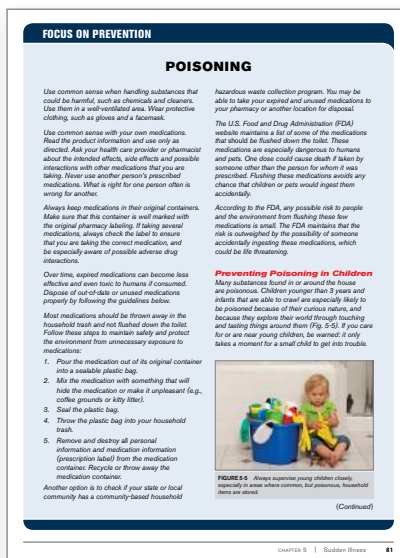 FOCUS ON PREVENTION
POISONING
Use common sense when handling substances that
could be harmful, such as chemicals and cleaners.
Use them in a well-ventilated area. Wear protective
clothing, such as gloves and a facemask.
Use common sense with your own medications.
Read the product information and use only as
directed. Ask your health care provider or pharmacist
about the intended effects, side effects and possible
interactions with other medications that you are
taking. Never use another person's prescribed
medications. What is right for one person often is
wrong for another.
Always keep medications in their original containers.
Make sure that this container is well marked with
the original pharmacy labeling. If taking several
medications, always check the label to ensure
that you are taking the correct medication, and
be especially aware of possible adverse drug
interactions.
Over time, expired medications can become less
effective and even toxic to humans if consumed.
Dispose of out-of-date or unused medications
properly by following the guidelines below.
Most medications should be thrown away in the
household trash and not flushed down the toilet.
Follow these steps to maintain safety and protect
the environment from unnecessary exposure to
medications:
1. Pour the medication out of its original container
into a sealable plastic bag.
2. Mix the medication with something that will
hide the medication or make it unpleasant (e.g.,
coffee grounds or kitty litter).
3. Seal the plastic bag.
4. Throw the plastic bag into your household
trash.
5. Remove and destroy all personal
information and medication information
(prescription label) from the medication
container. Recycle or throw away the
medication container.
Another option is to check if your state or local
community has a community-based household
hazardous waste collection program. You may be
able to take your expired and unused medications to
your pharmacy or another location for disposal.
The U.S. Food and Drug Administration (FDA)
website maintains a list of some of the medications
that should be flushed down the toilet. These
medications are especially dangerous to humans
and pets. One dose could cause death if taken by
someone other than the person for whom it was
prescribed. Flushing these medications avoids any
chance that children or pets would ingest them
accidentally.
According to the FDA, any possible risk to people
and the environment from flushing these few
medications is small. The FDA maintains that the
risk is outweighed by the possibility of someone
accidentally ingesting these medications, which
could be life threatening.
Preventing Poisoning in Children
Many substances found in or around the house
are poisonous. Children younger than 3 years and
infants that are able to crawl are especially likely to
be poisoned because of their curious nature, and
because they explore their world through touching
and tasting things around them (Fig. 5-5). If you care
for or are near young children, be warned: it only
takes a moment for a small child to get into trouble.
FIGURE 5-5 Always supervise young children closely,
especially in areas where common, but poisonous, household
items are stored.
(Continued)
CHAPTER 5 | Sudden Illness 81